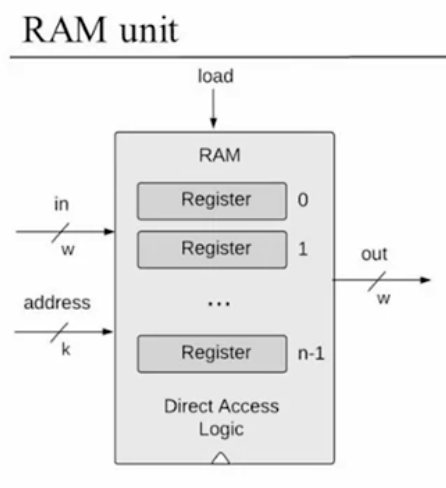 RAM unit
load
RAM
Register 0
in
w
Register 1
out
w
address
k
...
Register n-1
Direct Access
Logic